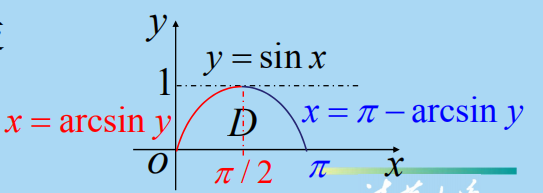 y
y = sin x
1
x = arcsin y
D
x = π − arcsin y
o
π / 2
π
x